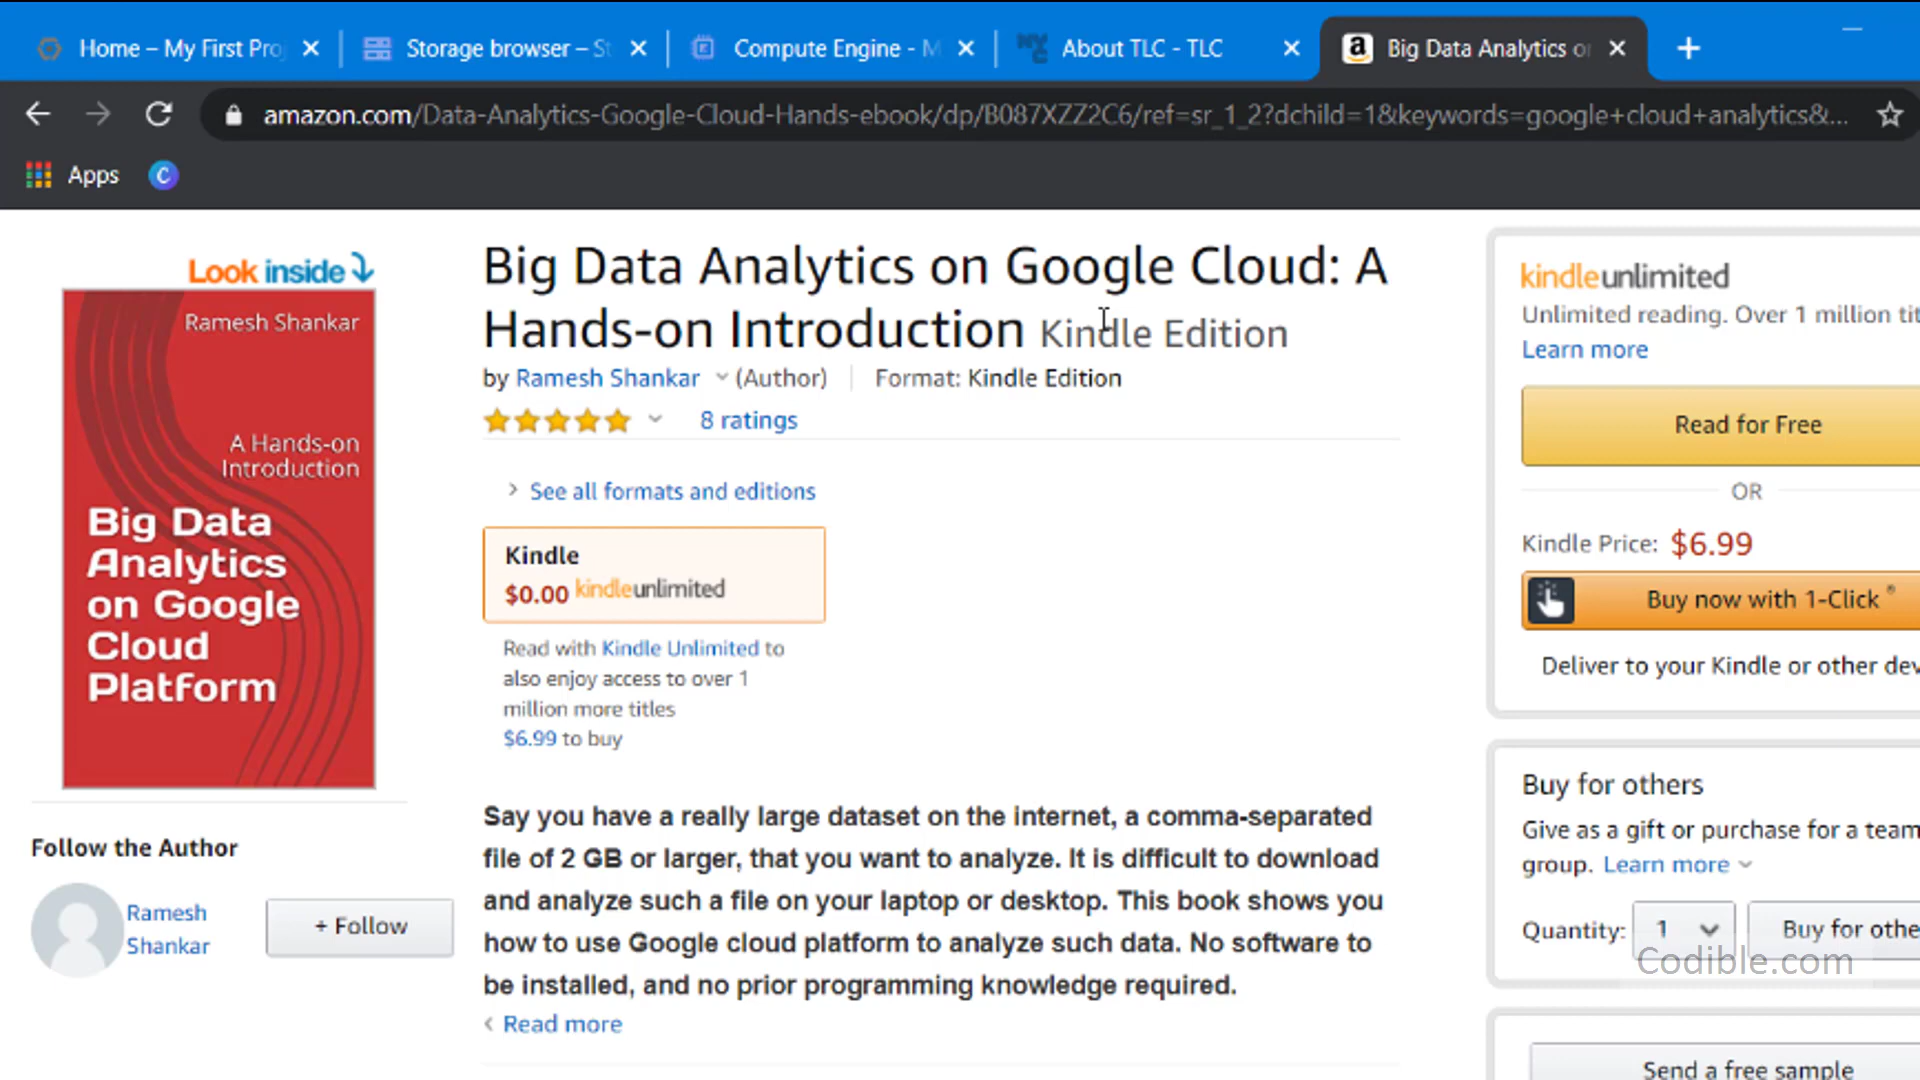 Home – My First Pro
Storage browser – St
Compute Engine - M
About TLC - TLC
Big Data Analytics or
amazon.com/Data-Analytics-Google-Cloud-Hands-ebook/dp/B087XZZ2C6/ref=sr_1_2?dchild=1&keywords=google+cloud+analytics&...
Apps
C
Look inside
Ramesh Shankar
A Hands-on
Introduction
Big Data
Analytics
on Google
Cloud
Platform
Follow the Author
Ramesh
Shankar
+ Follow
Big Data Analytics on Google Cloud: A
Hands-on Introduction Kindle Edition
by Ramesh Shankar (Author) Format: Kindle Edition
8 ratings
See all formats and editions
Kindle
$0.00 kindleunlimited
Read with Kindle Unlimited to
also enjoy access to over 1
million more titles
$6.99 to buy
Say you have a really large dataset on the internet, a comma-separated
file of 2 GB or larger, that you want to analyze. It is difficult to download
and analyze such a file on your laptop or desktop. This book shows you
how to use Google cloud platform to analyze such data. No software to
be installed, and no prior programming knowledge required.
Read more
kindleunlimited
Unlimited reading. Over 1 million tit
Learn more
Read for Free
OR
Kindle Price: $6.99
Buy now with 1-Click ®
Deliver to your Kindle or other dev
Buy for others
Give as a gift or purchase for a team
group. Learn more
Quantity: 1
Buy for othe
Codible.com
Send a free sample